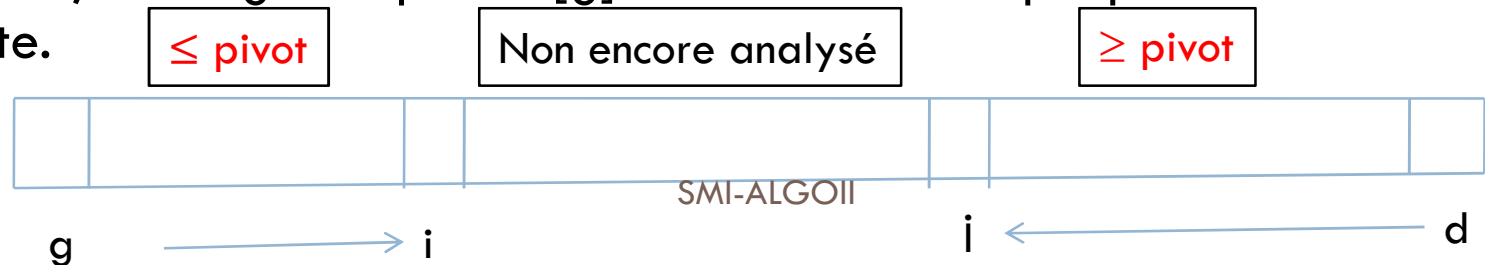 te.
≤ pivot
Non encore analysé
≥ pivot
SMI-ALGOII
g
i
j
d